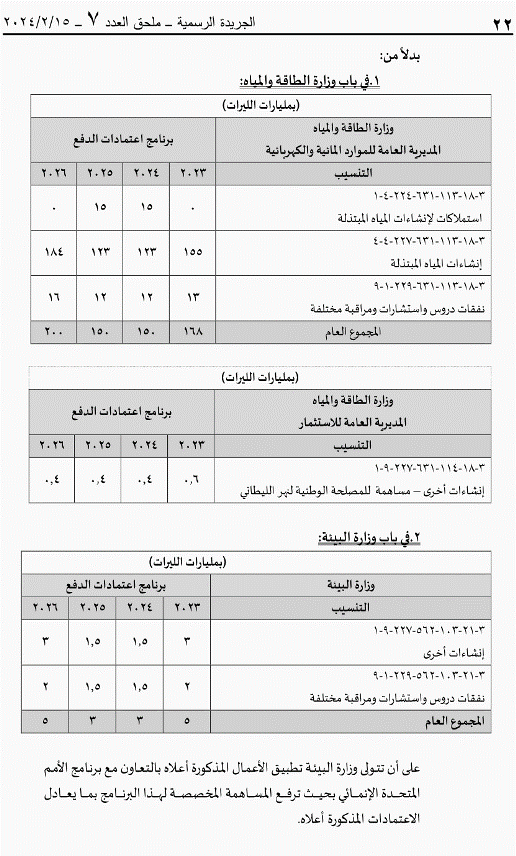 ٢٢ الجريدة الرسمية – ملحق العدد ٧ – ٢٠٢٤/٢/١٥
بدلاً من:
١.في باب وزارة الطاقة والمياه:
(بمليارات الليرات)
وزارة الطاقة والمياه
المديرية العامة للموارد المائية والكهربائية
برنامج اعتمادات الدفع
التنسيب ٢٠٢٣ ٢٠٢٤ ٢٠٢٥ ٢٠٢٦
٣-١٨-١١٣-٦٣١-٢٢٤-٤-١
استملاكات لإنشاءات المياه المبتذلة
٠ ١٥ ١٥ ٠
٣-١٨-١١٣-٦٣١-٢٢٧-٤-٤
إنشاءات المياه المبتذلة
١٥٥ ١٢٣ ١٢٣ ١٨٤
٣-١٨-١١٣-٦٣١-٢٢٩-١-٩
نفقات دروس واستشارات ومراقبة مختلفة
١٣ ١٢ ١٢ ١٦
المجموع العام ١٦٨ ١٥٠ ١٥٠ ٢٠٠
(بمليارات الليرات)
وزارة الطاقة والمياه
المديرية العامة للاستثمار
برنامج اعتمادات الدفع
التنسيب ٢٠٢٣ ٢٠٢٤ ٢٠٢٥ ٢٠٢٦
٣-١٨-١١٤-٦٣١-٢٢٧-٩-١
إنشاءات أخرى – مساهمة للمصلحة الوطنية لنهر الليطاني
٠,٦ ٠,٤ ٠,٤ ٠,٤
٢.في باب وزارة البيئة:
(بمليارات الليرات)
وزارة البيئة برنامج اعتمادات الدفع
التنسيب ٢٠٢٣ ٢٠٢٤ ٢٠٢٥ ٢٠٢٦
٣-٢١-١٠٣-٥٦٢-٢٢٧-٩-١
إنشاءات أخرى
٣ ١,٥ ١,٥ ٣
٣-٢١-١٠٣-٥٦٢-٢٢٩-١-٩
نفقات دروس واستشارات ومراقبة مختلفة
٢ ١,٥ ١,٥ ٢
المجموع العام ٥ ٣ ٣ ٥
على أن تتولى وزارة البيئة تطبيق الأعمال المذكورة أعلاه بالتعاون مع برنامج الأمم
المتحدة الإنمائي بحيث ترفع المساهمة المخصصة لهذا البرنامج بما يعادل
الاعتمادات المذكورة أعلاه.